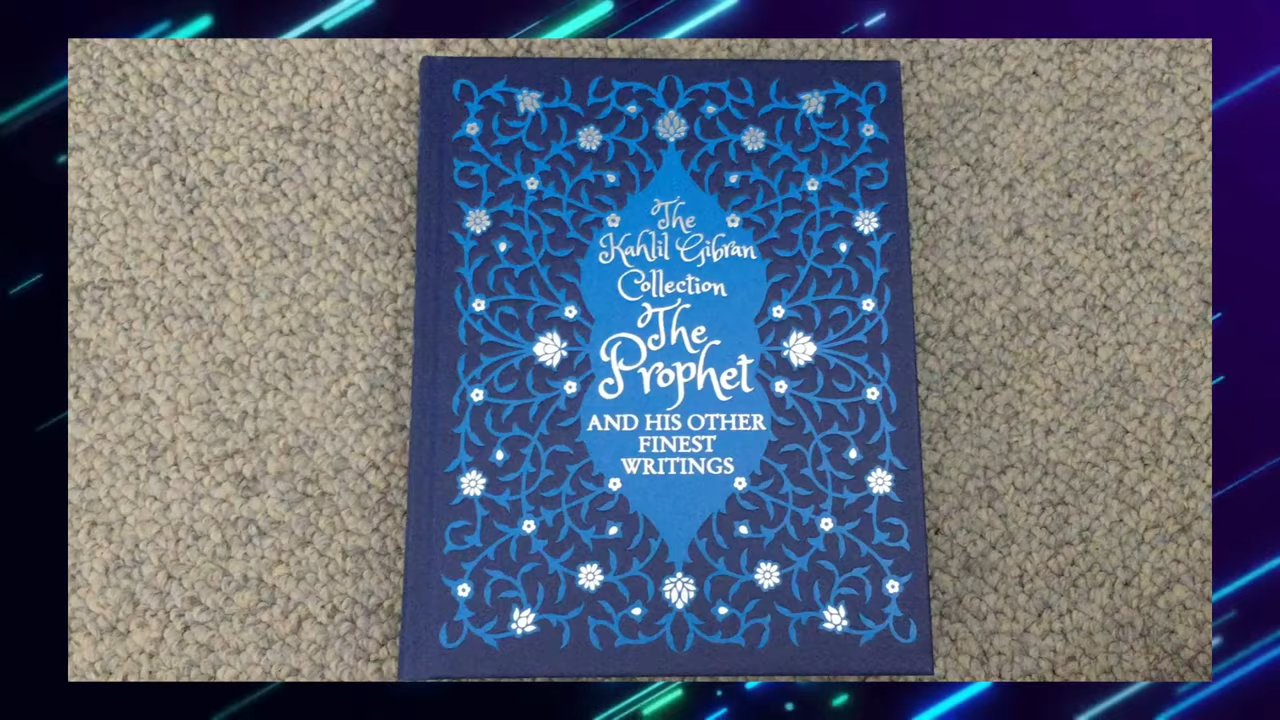 The
Kahlil Gibran
Collection
The
Prophet
AND HIS OTHER
FINEST
WRITINGS